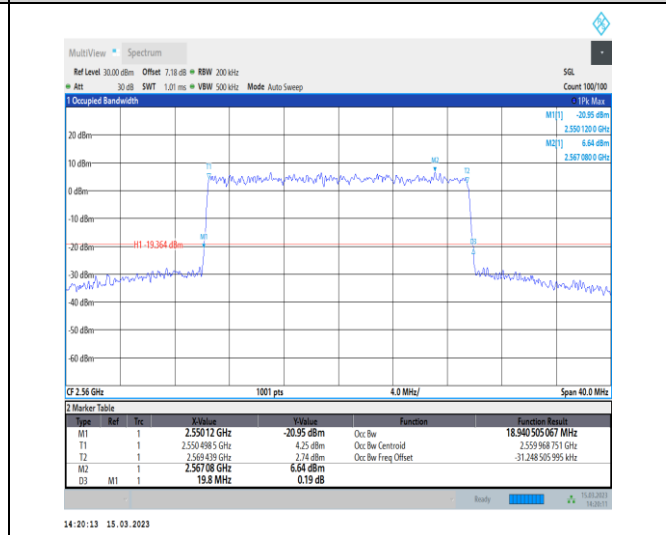 MultiView Spectrum
Ref Level 30.00 dBm Offset 7.18 dB RBW 200 kHz SGL
Att 30 dB SWT 1.01 ms VBW 500 kHz Mode Auto Sweep Count 100/100
1 Occupied Bandwidth 1Pk Max
M1[1] -20.95 dBm
2.550 120 0 GHz
M2[1] 6.64 dBm
2.567 080 0 GHz
20 dBm
10 dBm
T1
M2
T2
0 dBm
-10 dBm
M1
D3
H1 -19.364 dBm
-20 dBm
-30 dBm
-40 dBm
-50 dBm
-60 dBm
CF 2.56 GHz 1001 pts 4.0 MHz/ Span 40.0 MHz
2 Marker Table
Type Ref Trc X-Value Y-Value Function Function Result
M1 1 2.55012 GHz -20.95 dBm Occ Bw 18.940 505 067 MHz
T1 1 2.550 498 5 GHz 4.25 dBm Occ Bw Centroid 2.559 968 751 GHz
T2 1 2.569 439 GHz 2.74 dBm Occ Bw Freq Offset -31.248 505 995 kHz
M2 1 2.56708 GHz 6.64 dBm
D3 M1 1 19.8 MHz 0.19 dB
Ready 15.03.2023
14:20:13 15.03.2023